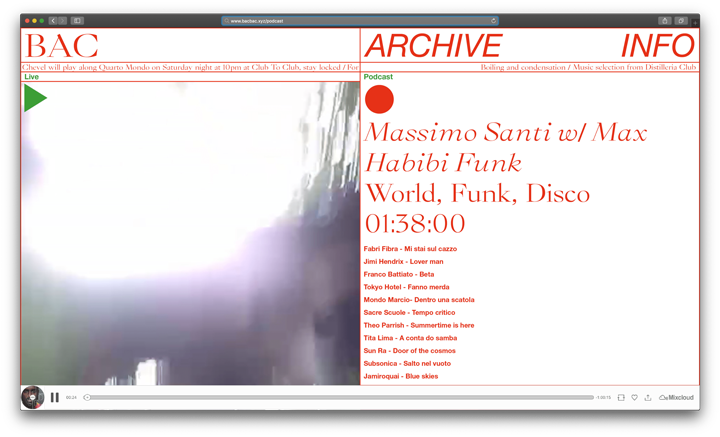 www.bacbac.xyz/podcast
BAC
ARCHIVE
INFO
Chevel will play along Quarto Mondo on Saturday night at 10pm at Club To Club, stay locked / For
Boiling and condensation / Music selection from Distilleria Club
Live
Podcast
Massimo Santi w/ Max
Habibi Funk
World, Funk, Disco
01:38:00
Fabri Fibra - Mi stai sul cazzo
Jimi Hendrix - Lover man
Franco Battiato - Beta
Tokyo Hotel - Fanno merda
Mondo Marcio- Dentro una scatola
Sacre Scuole - Tempo critico
Theo Parrish - Summertime is here
Tita Lima - A conta do samba
Sun Ra - Door of the cosmos
Subsonica - Salto nel vuoto
Jamiroquai - Blue skies
00:24
Mixcloud